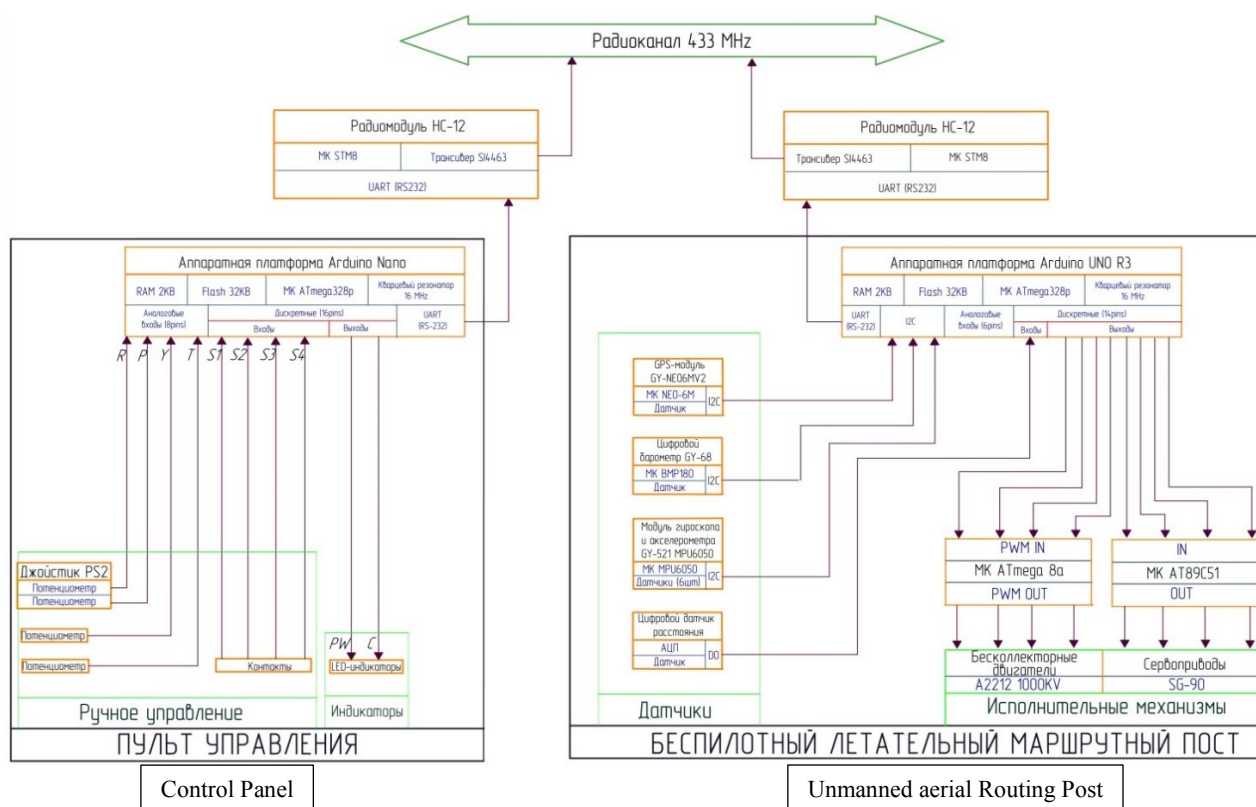 Радиоканал 433 MHz
Радиомодуль HC-12
МК STM8
Трансивер SI4463
UART (RS232)
Радиомодуль HC-12
Трансивер SI4463
МК STM8
UART (RS232)
Аппаратная платформа Arduino Nano
RAM 2KB
Flash 32KB
МК ATmega328p
Кварцевый резонатор
16 MHz
Аналоговые
входы (8pins)
Дискретные (16pins)
Входы
Выходы
UART
(RS-232)
R
P
Y
T
S1
S2
S3
S4
Джойстик PS2
Потенциометр
Потенциометр
Потенциометр
Потенциометр
Контакты
PW
C
LED-индикаторы
Ручное управление
Индикаторы
ПУЛЬТ УПРАВЛЕНИЯ
Control Panel
Аппаратная платформа Arduino UNO R3
RAM 2KB
Flash 32KB
МК ATmega328p
Кварцевый резонатор
16 MHz
UART
(RS-232)
I2C
Аналоговые
входы (6pins)
Дискретные (14pins)
Входы
Выходы
GPS-модуль
GY-NEO6MV2
МК NEO-6M
Датчик
I2C
Цифровой
барометр GY-68
МК BMP180
Датчик
I2C
Модуль гироскопа
и акселерометра
GY-521 MPU6050
МК MPU6050
Датчики (6шт)
I2C
Цифровой датчик
расстояния
АЦП
Датчик
DO
Датчики
PWM IN
МК ATmega 8a
PWM OUT
IN
МК AT89C51
OUT
Бесколлекторные
двигатели
A2212 1000KV
Сервоприводы
SG-90
Исполнительные механизмы
БЕСПИЛОТНЫЙ ЛЕТАТЕЛЬНЫЙ МАРШРУТНЫЙ ПОСТ
Unmanned aerial Routing Post